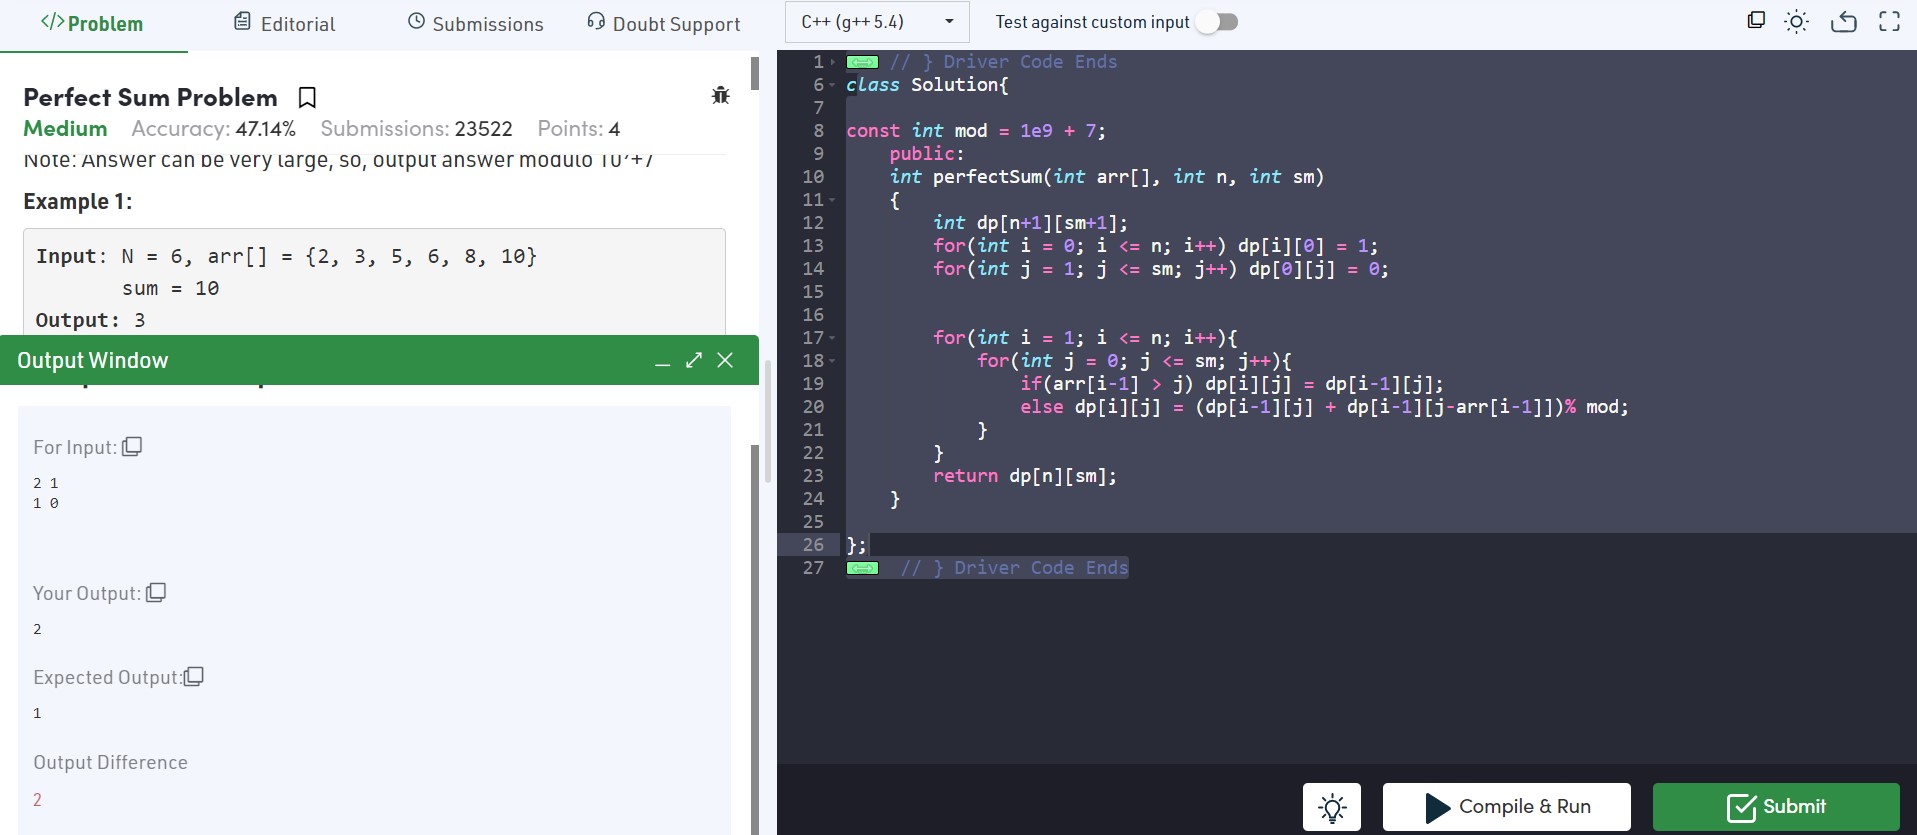 </>Problem Editorial Submissions Doubt Support
C++ (g++ 5.4) Test against custom input
Perfect Sum Problem
Medium Accuracy: 47.14% Submissions: 23522 Points: 4
Note: Answer can be very large, so, output answer modulo 10⁹+7
Example 1:
Input: N = 6, arr[] = {2, 3, 5, 6, 8, 10}
sum = 10
Output: 3
Output Window
For Input:
2 1
1 0
Your Output:
2
Expected Output:
1
Output Difference
2
1 // } Driver Code Ends
6 class Solution{
7
8 const int mod = 1e9 + 7;
9 public:
10 int perfectSum(int arr[], int n, int sm)
11 {
12 int dp[n+1][sm+1];
13 for(int i = 0; i <= n; i++) dp[i][0] = 1;
14 for(int j = 1; j <= sm; j++) dp[0][j] = 0;
15
16
17 for(int i = 1; i <= n; i++){
18 for(int j = 0; j <= sm; j++){
19 if(arr[i-1] > j) dp[i][j] = dp[i-1][j];
20 else dp[i][j] = (dp[i-1][j] + dp[i-1][j-arr[i-1]])% mod;
21 }
22 }
23 return dp[n][sm];
24 }
25
26 };
27 // } Driver Code Ends
Compile & Run Submit